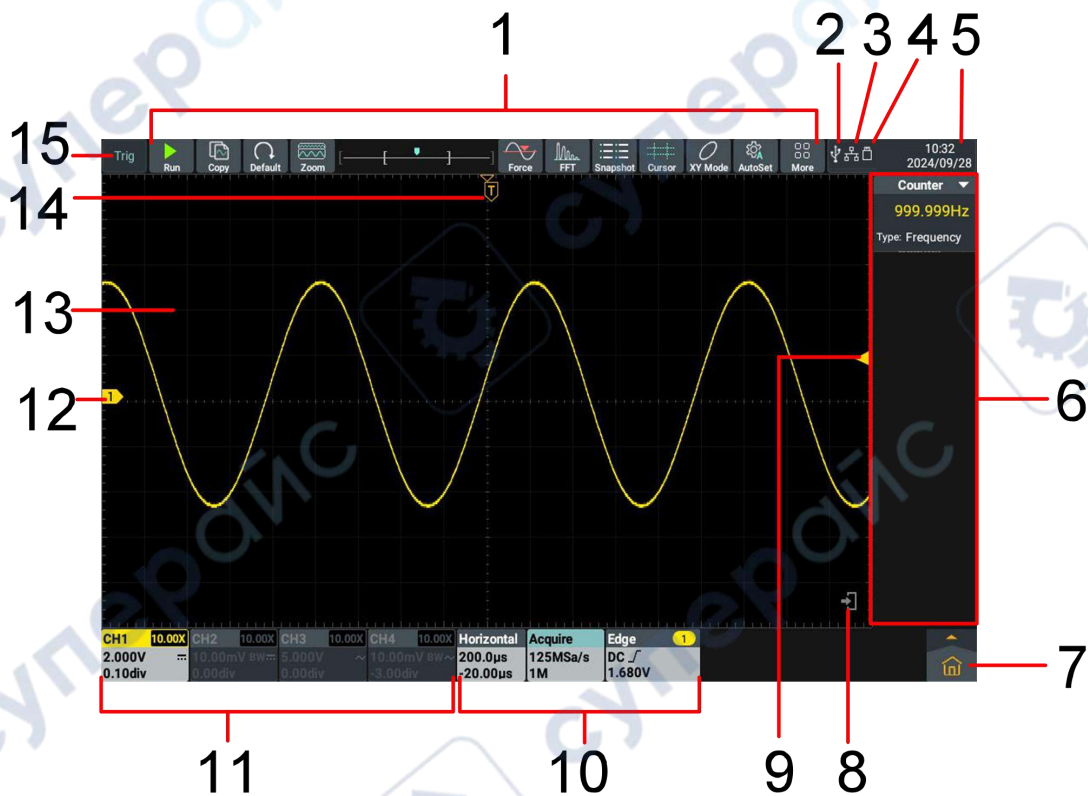 1
2 3 4 5
15
Trig
Run
Copy
Default
Zoom
Force
FFT
Snapshot
Cursor
XY Mode
AutoSet
More
10:32
2024/09/28
T
14
Counter
999.999Hz
Type: Frequency
13
12
1
6
CH1 10.00X
2.000V
0.10div
CH2 10.00X
10.00mV BW
0.00div
CH3 10.00X
5.000V
0.00div
CH4 10.00X
10.00mV BW
-3.00div
Horizontal
200.0μs
-20.00μs
Acquire
125MSa/s
1M
Edge 1
DC
1.680V
7
11
10
9
8
суперайс
суперайс